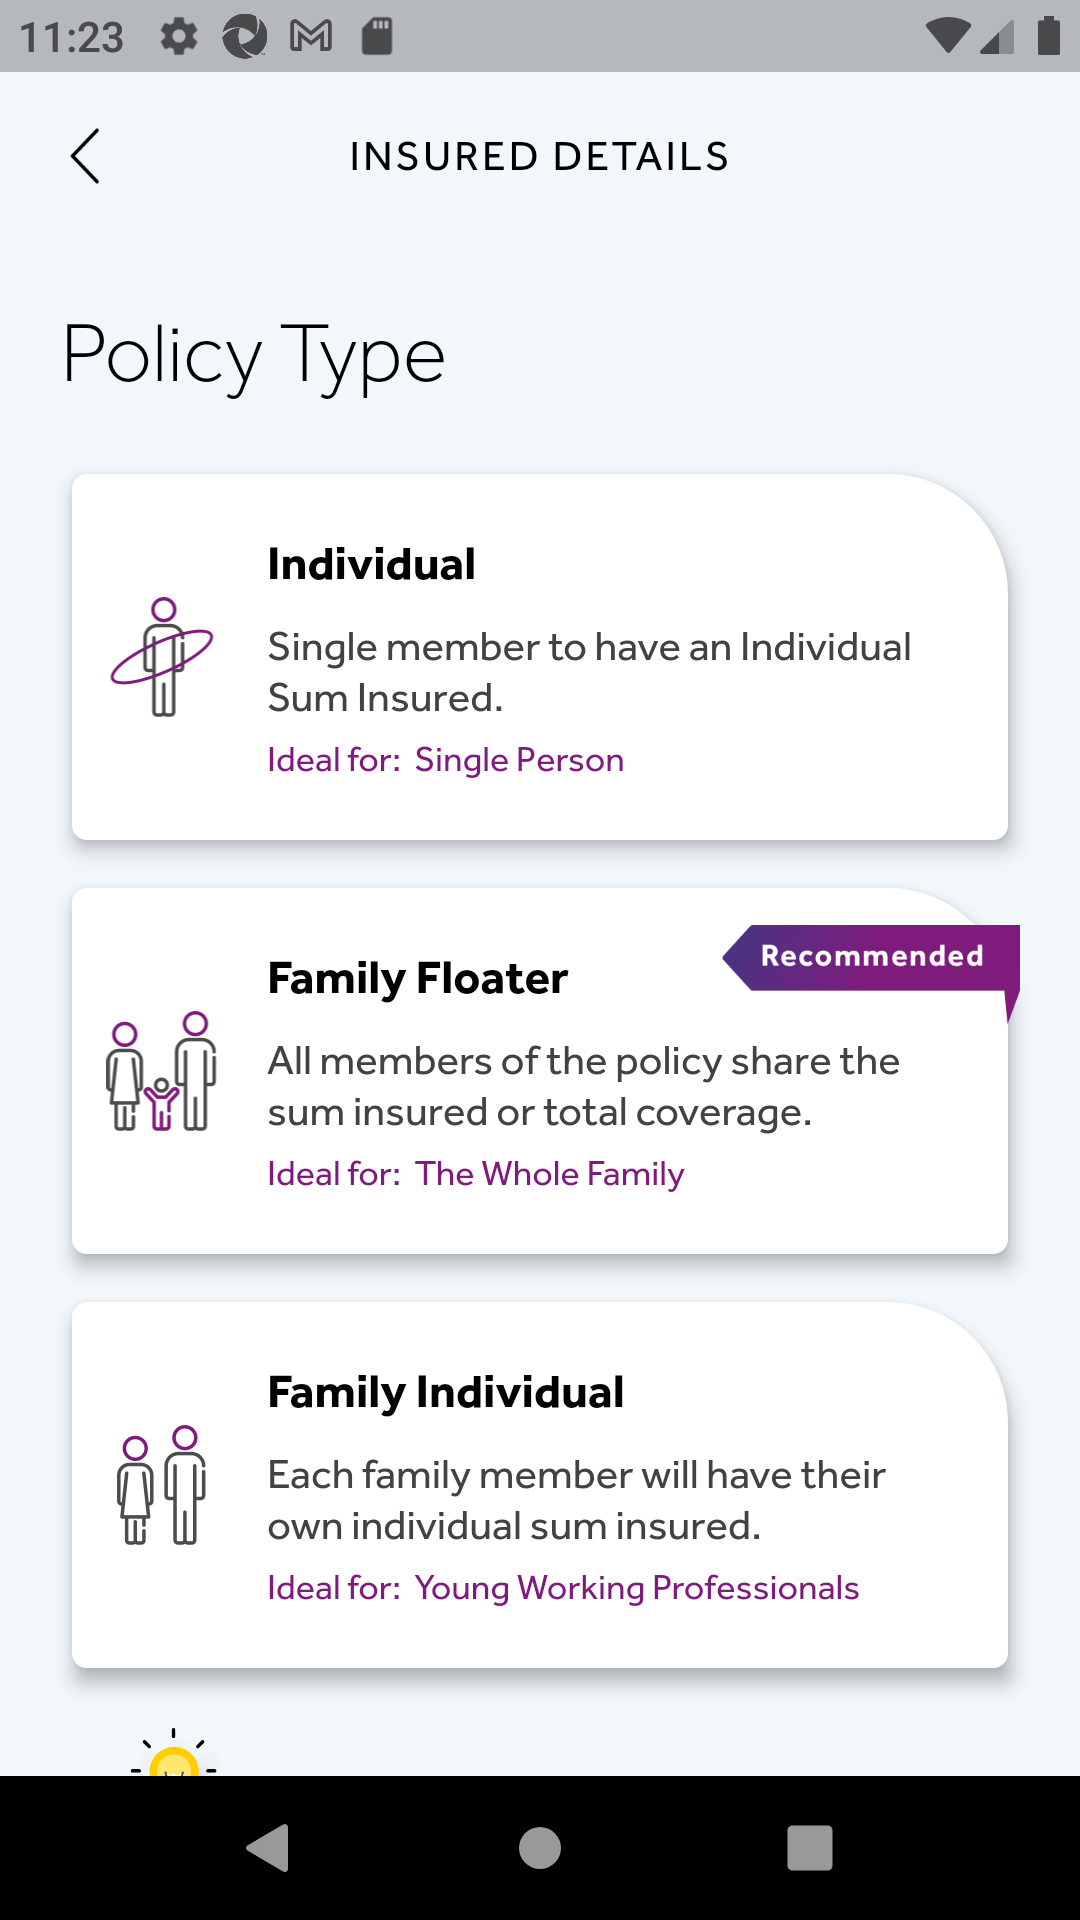 11:23
INSURED DETAILS
Policy Type
Individual
Single member to have an Individual
Sum Insured.
Ideal for: Single Person
Recommended
Family Floater
All members of the policy share the
sum insured or total coverage.
Ideal for: The Whole Family
Family Individual
Each family member will have their
own individual sum insured.
Ideal for: Young Working Professionals